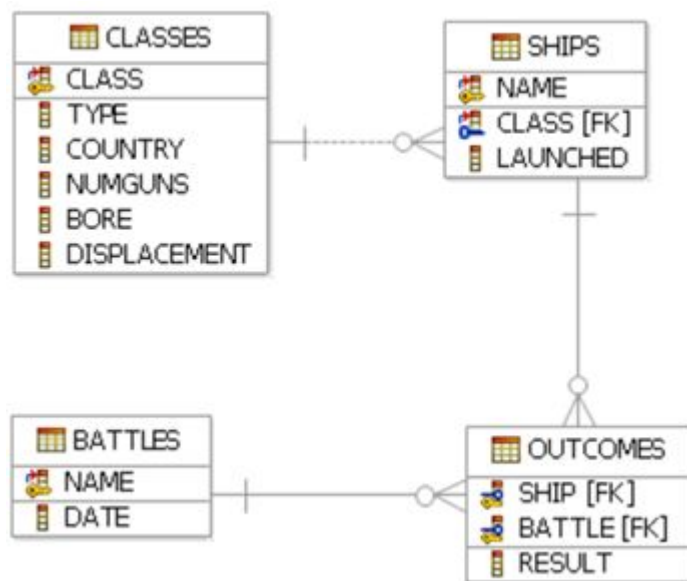 CLASSES
CLASS
TYPE
COUNTRY
NUMGUNS
BORE
DISPLACEMENT
SHIPS
NAME
CLASS [FK]
LAUNCHED
BATTLES
NAME
DATE
OUTCOMES
SHIP [FK]
BATTLE [FK]
RESULT